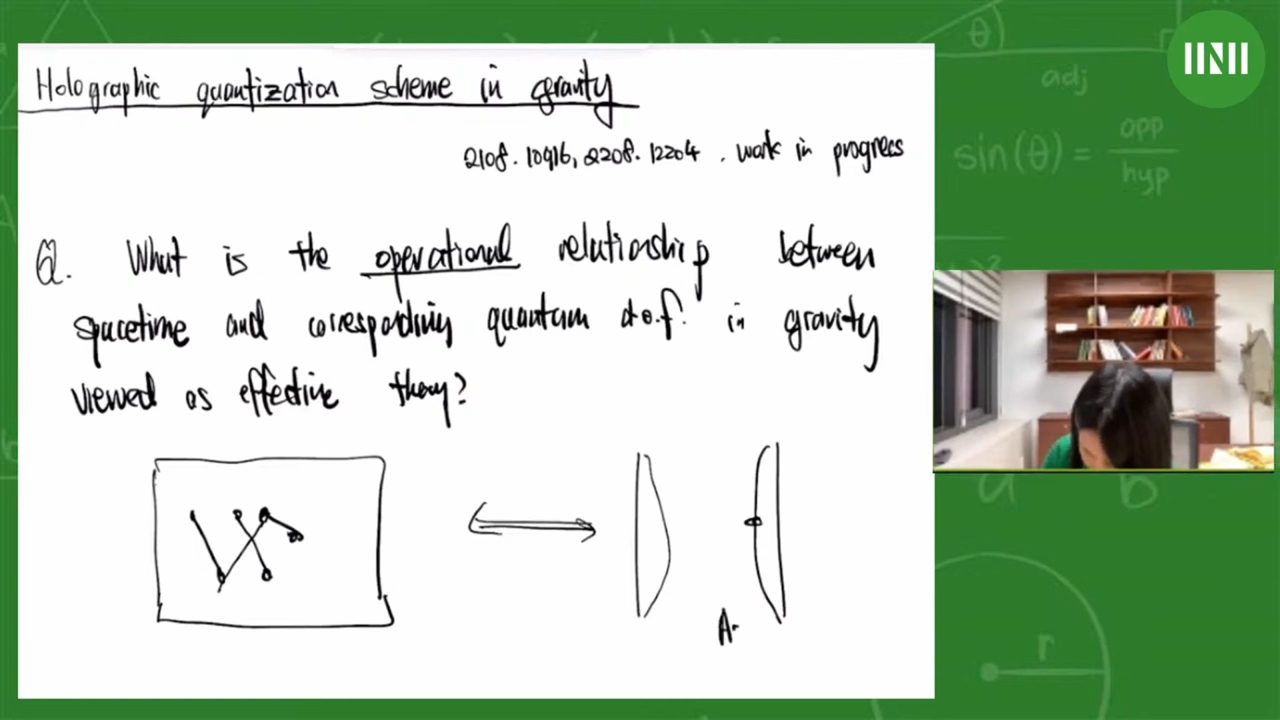 Holographic quantization scheme in gravity
2108.10916, 2208.12204. work in progress
Q. What is the operational relationship between
spacetime and corresponding quantum d.o.f. in gravity
viewed as effective theory?
A.
θ
adj
sin(θ) = opp
hyp
a b
r